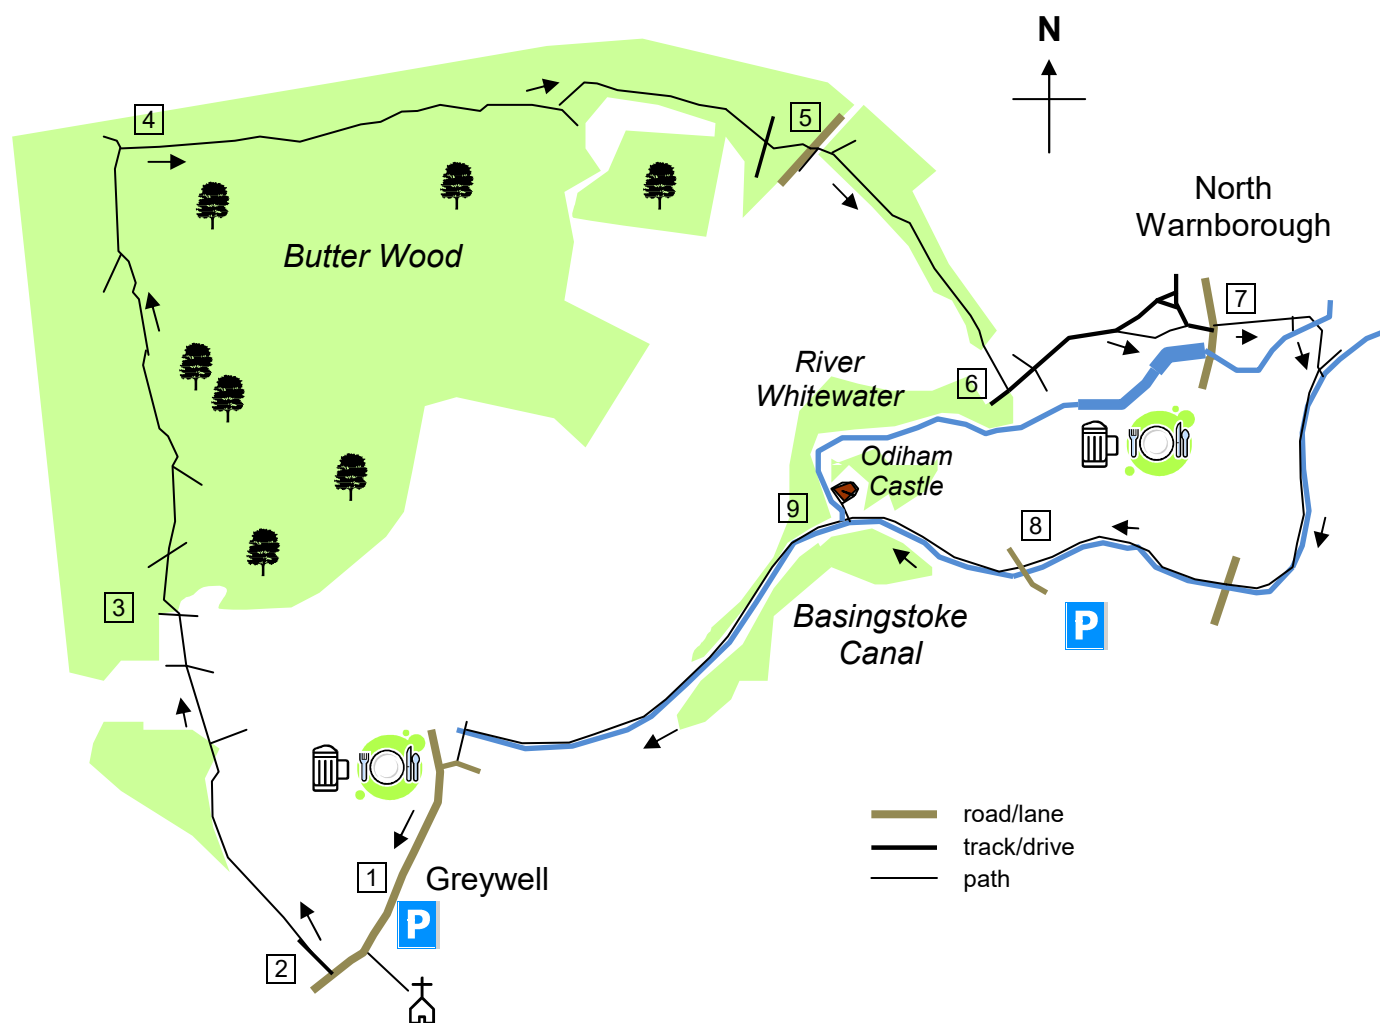 N
4
5
North
Warnborough
Butter Wood
7
River
Whitewater
6
Odiham
Castle
9
8
3
Basingstoke
Canal
P
road/lane
track/drive
path
1
Greywell
P
2